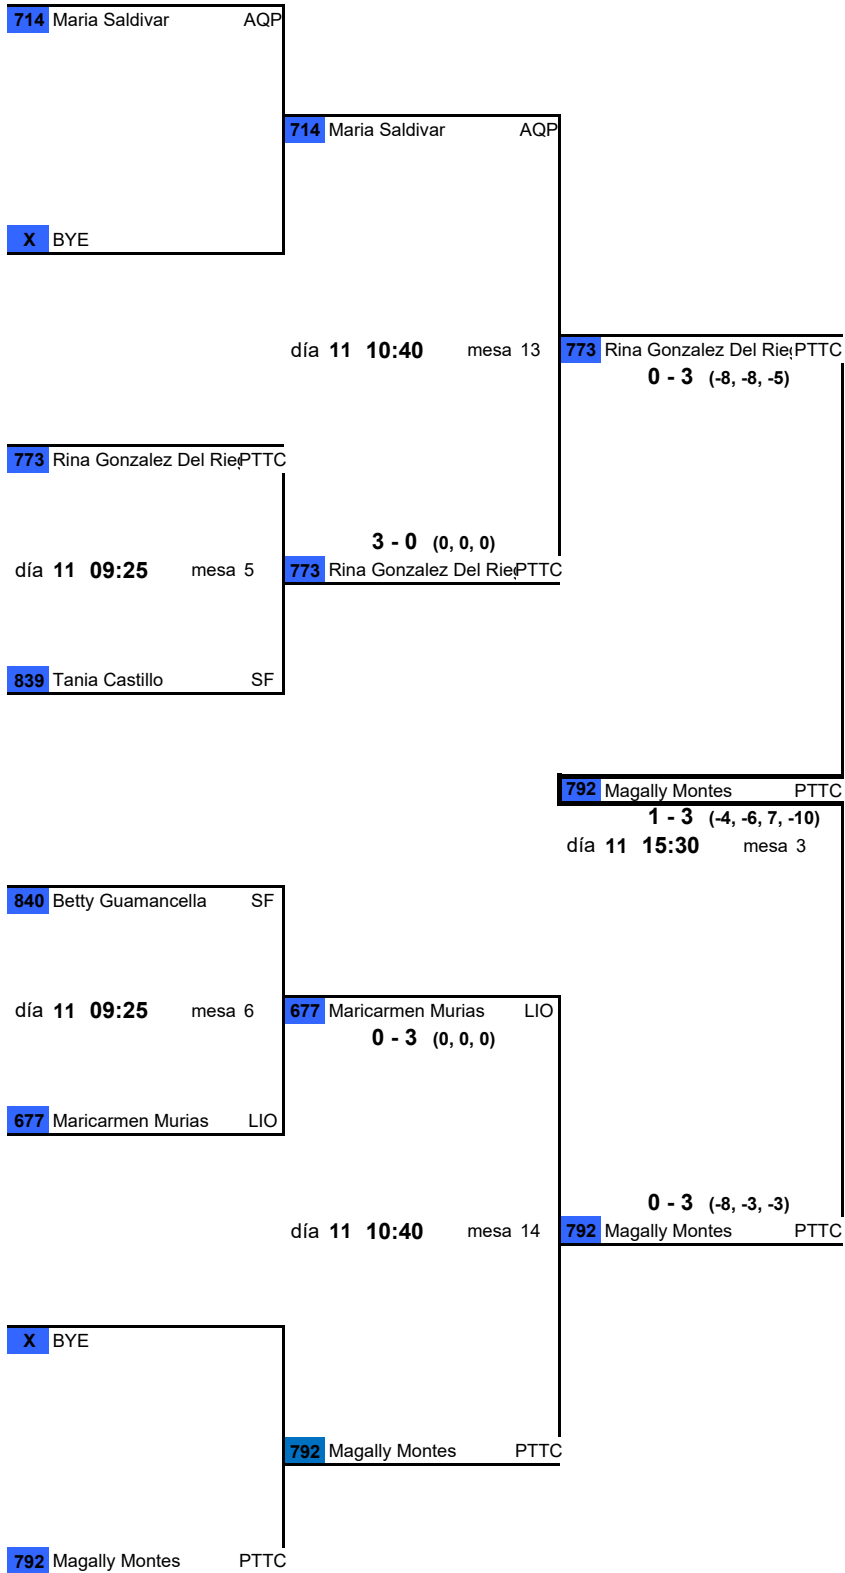 714 Maria Saldivar AQP
714 Maria Saldivar AQP
X BYE
día 11 10:40 mesa 13
773 Rina Gonzalez Del Rie PTTC
0 - 3 (-8, -8, -5)
773 Rina Gonzalez Del Rie PTTC
3 - 0 (0, 0, 0)
día 11 09:25 mesa 5
773 Rina Gonzalez Del Rie PTTC
839 Tania Castillo SF
792 Magally Montes PTTC
1 - 3 (-4, -6, 7, -10)
día 11 15:30 mesa 3
840 Betty Guamancella SF
día 11 09:25 mesa 6
677 Maricarmen Murias LIO
0 - 3 (0, 0, 0)
677 Maricarmen Murias LIO
0 - 3 (-8, -3, -3)
día 11 10:40 mesa 14
792 Magally Montes PTTC
X BYE
792 Magally Montes PTTC
792 Magally Montes PTTC